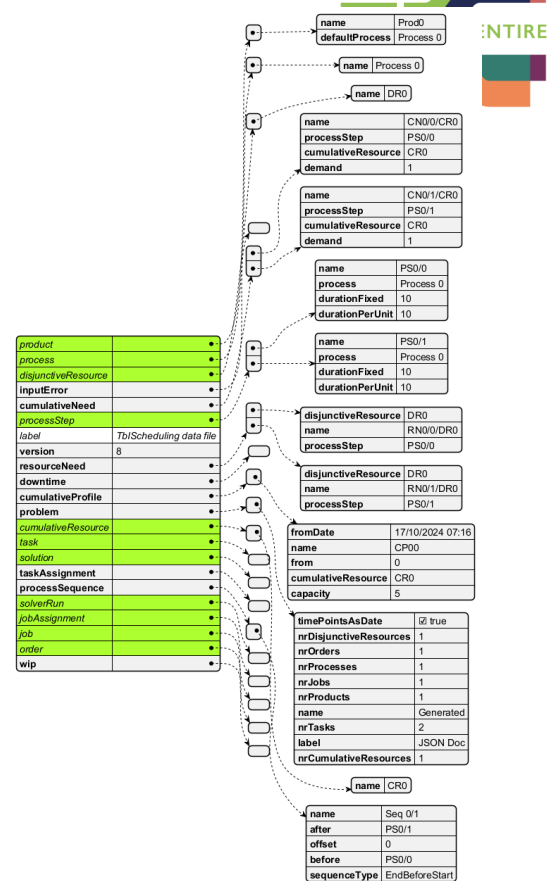 ENTIRE
name Prod0
defaultProcess Process 0
name Process 0
name DR0
name CN0/0/CR0
processStep PS0/0
cumulativeResource CR0
demand 1
name CN0/1/CR0
processStep PS0/1
cumulativeResource CR0
demand 1
name PS0/0
process Process 0
durationFixed 10
durationPerUnit 10
name PS0/1
process Process 0
durationFixed 10
durationPerUnit 10
product
process
disjunctiveResource
inputError
cumulativeNeed
processStep
label TblScheduling data file
version 8
resourceNeed
downtime
cumulativeProfile
problem
cumulativeResource
task
solution
taskAssignment
processSequence
solverRun
jobAssignment
job
order
wip
disjunctiveResource DR0
name RN0/0/DR0
processStep PS0/0
disjunctiveResource DR0
name RN0/1/DR0
processStep PS0/1
fromDate 17/10/2024 07:16
name CP00
from 0
cumulativeResource CR0
capacity 5
timePointsAsDate ☑ true
nrDisjunctiveResources 1
nrOrders 1
nrProcesses 1
nrJobs 1
nrProducts 1
name Generated
nrTasks 2
label JSON Doc
nrCumulativeResources 1
name CR0
name Seq 0/1
after PS0/1
offset 0
before PS0/0
sequenceType EndBeforeStart